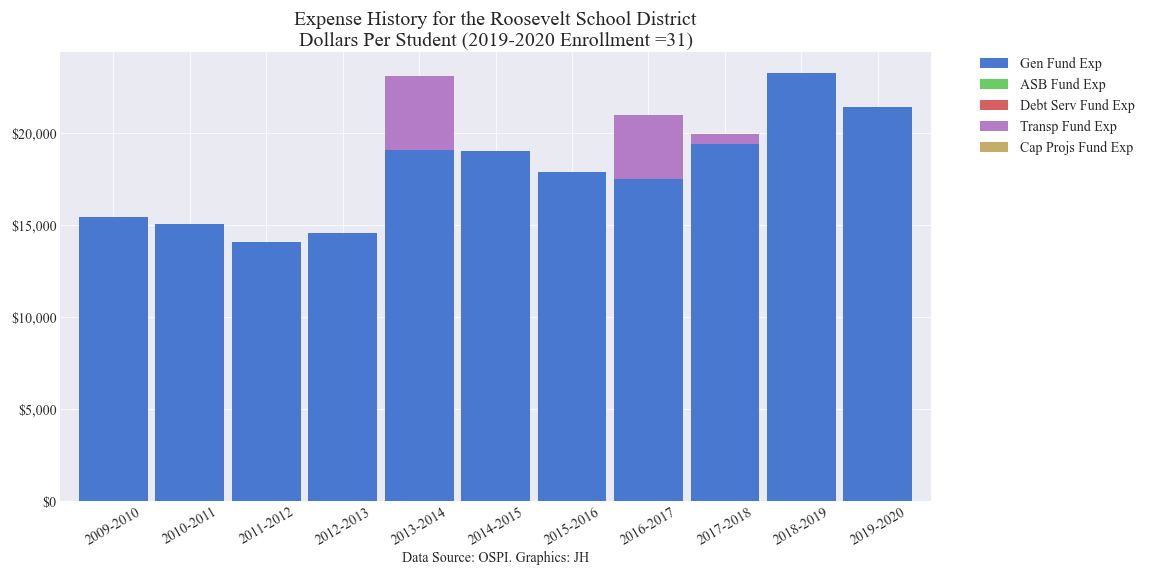 Expense History for the Roosevelt School District
Dollars Per Student (2019-2020 Enrollment =31)
Gen Fund Exp
ASB Fund Exp
Debt Serv Fund Exp
Transp Fund Exp
Cap Projs Fund Exp
$20,000
$15,000
$10,000
$5,000
$0
2009-2010
2010-2011
2011-2012
2012-2013
2013-2014
2014-2015
2015-2016
2016-2017
2017-2018
2018-2019
2019-2020
Data Source: OSPI. Graphics: JH